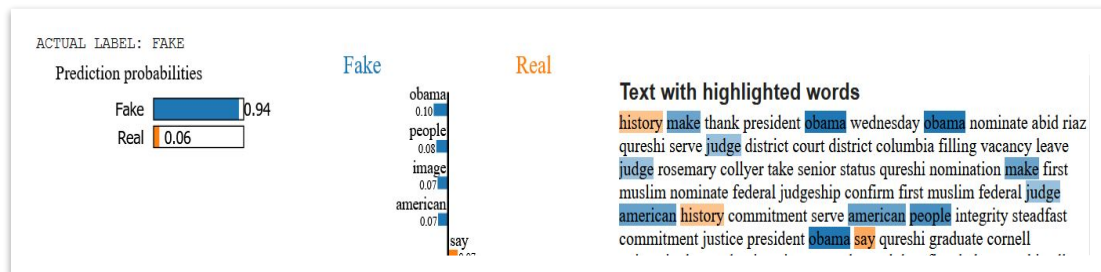 ACTUAL LABEL: FAKE
Prediction probabilities
Fake 0.94
Real 0.06
Fake Real
obama
0.10
people
0.08
image
0.07
american
0.07
say
0.07
Text with highlighted words
history make thank president obama wednesday obama nominate abid riaz
qureshi serve judge district court district columbia filling vacancy leave
judge rosemary collyer take senior status qureshi nomination make first
muslim nominate federal judgeship confirm first muslim federal judge
american history commitment serve american people integrity steadfast
commitment justice president obama say qureshi graduate cornell